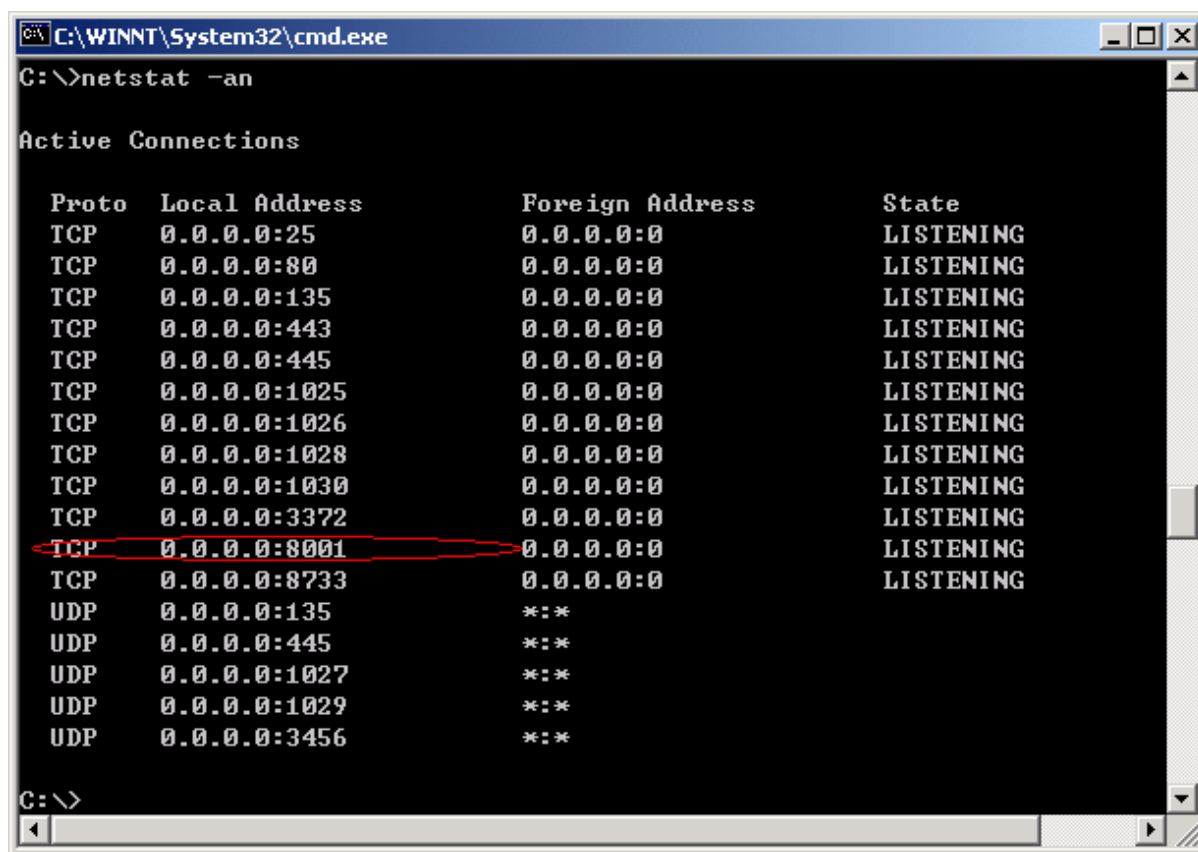 C:\WINNT\System32\cmd.exe
C:\>netstat -an
Active Connections
Proto Local Address Foreign Address State
TCP 0.0.0.0:25 0.0.0.0:0 LISTENING
TCP 0.0.0.0:80 0.0.0.0:0 LISTENING
TCP 0.0.0.0:135 0.0.0.0:0 LISTENING
TCP 0.0.0.0:443 0.0.0.0:0 LISTENING
TCP 0.0.0.0:445 0.0.0.0:0 LISTENING
TCP 0.0.0.0:1025 0.0.0.0:0 LISTENING
TCP 0.0.0.0:1026 0.0.0.0:0 LISTENING
TCP 0.0.0.0:1028 0.0.0.0:0 LISTENING
TCP 0.0.0.0:1030 0.0.0.0:0 LISTENING
TCP 0.0.0.0:3372 0.0.0.0:0 LISTENING
TCP 0.0.0.0:8001 0.0.0.0:0 LISTENING
TCP 0.0.0.0:8733 0.0.0.0:0 LISTENING
UDP 0.0.0.0:135 *:*
UDP 0.0.0.0:445 *:*
UDP 0.0.0.0:1027 *:*
UDP 0.0.0.0:1029 *:*
UDP 0.0.0.0:3456 *:*
C:\>